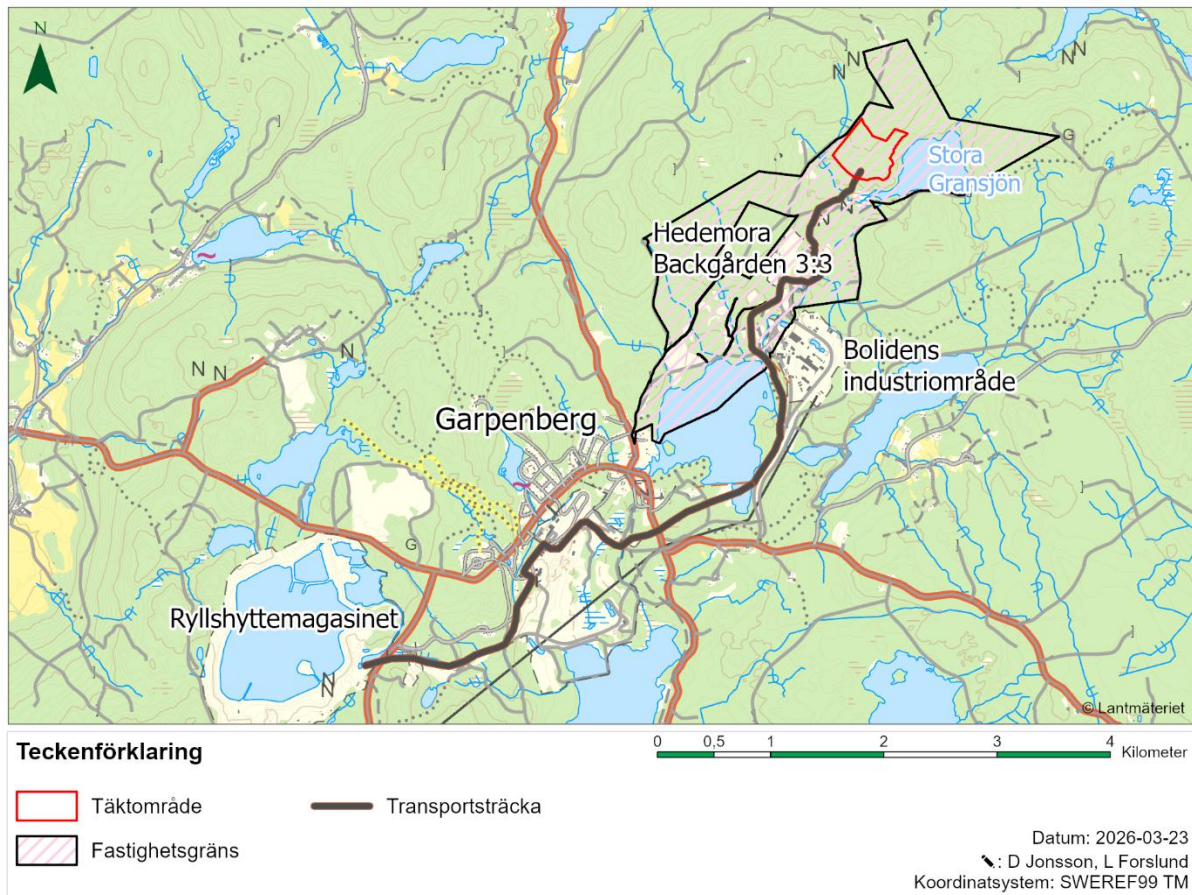 N
N
N
N
N
Stora
Gransjön
G
Hedemora
Backgården 3:3
Bolidens
industriområde
N
N
N
N
Garpenberg
G
Ryllshyttemagasinet
N
N
© Lantmäteriet
Teckenförklaring
0 0,5 1 2 3 4
Kilometer
Täktområde
Transportsträcka
Fastighetsgräns
Datum: 2026-03-23
: D Jonsson, L Forslund
Koordinatsystem: SWEREF99 TM